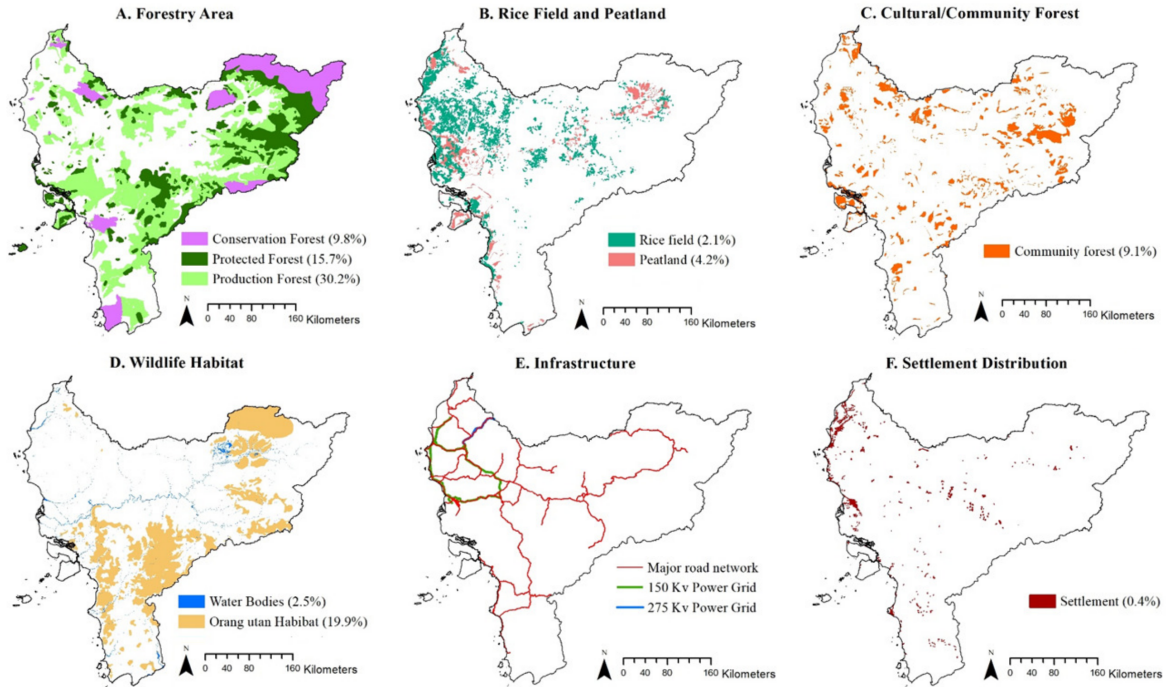 A. Forestry Area
Conservation Forest (9.8%)
Protected Forest (15.7%)
Production Forest (30.2%)
N
0 40 80 160 Kilometers
B. Rice Field and Peatland
Rice field (2.1%)
Peatland (4.2%)
N
0 40 80 160 Kilometers
C. Cultural/Community Forest
Community forest (9.1%)
N
0 40 80 160 Kilometers
D. Wildlife Habitat
Water Bodies (2.5%)
Orang utan Habibat (19.9%)
N
0 40 80 160 Kilometers
E. Infrastructure
Major road network
150 Kv Power Grid
275 Kv Power Grid
N
0 40 80 160 Kilometers
F. Settlement Distribution
Settlement (0.4%)
N
0 40 80 160 Kilometers